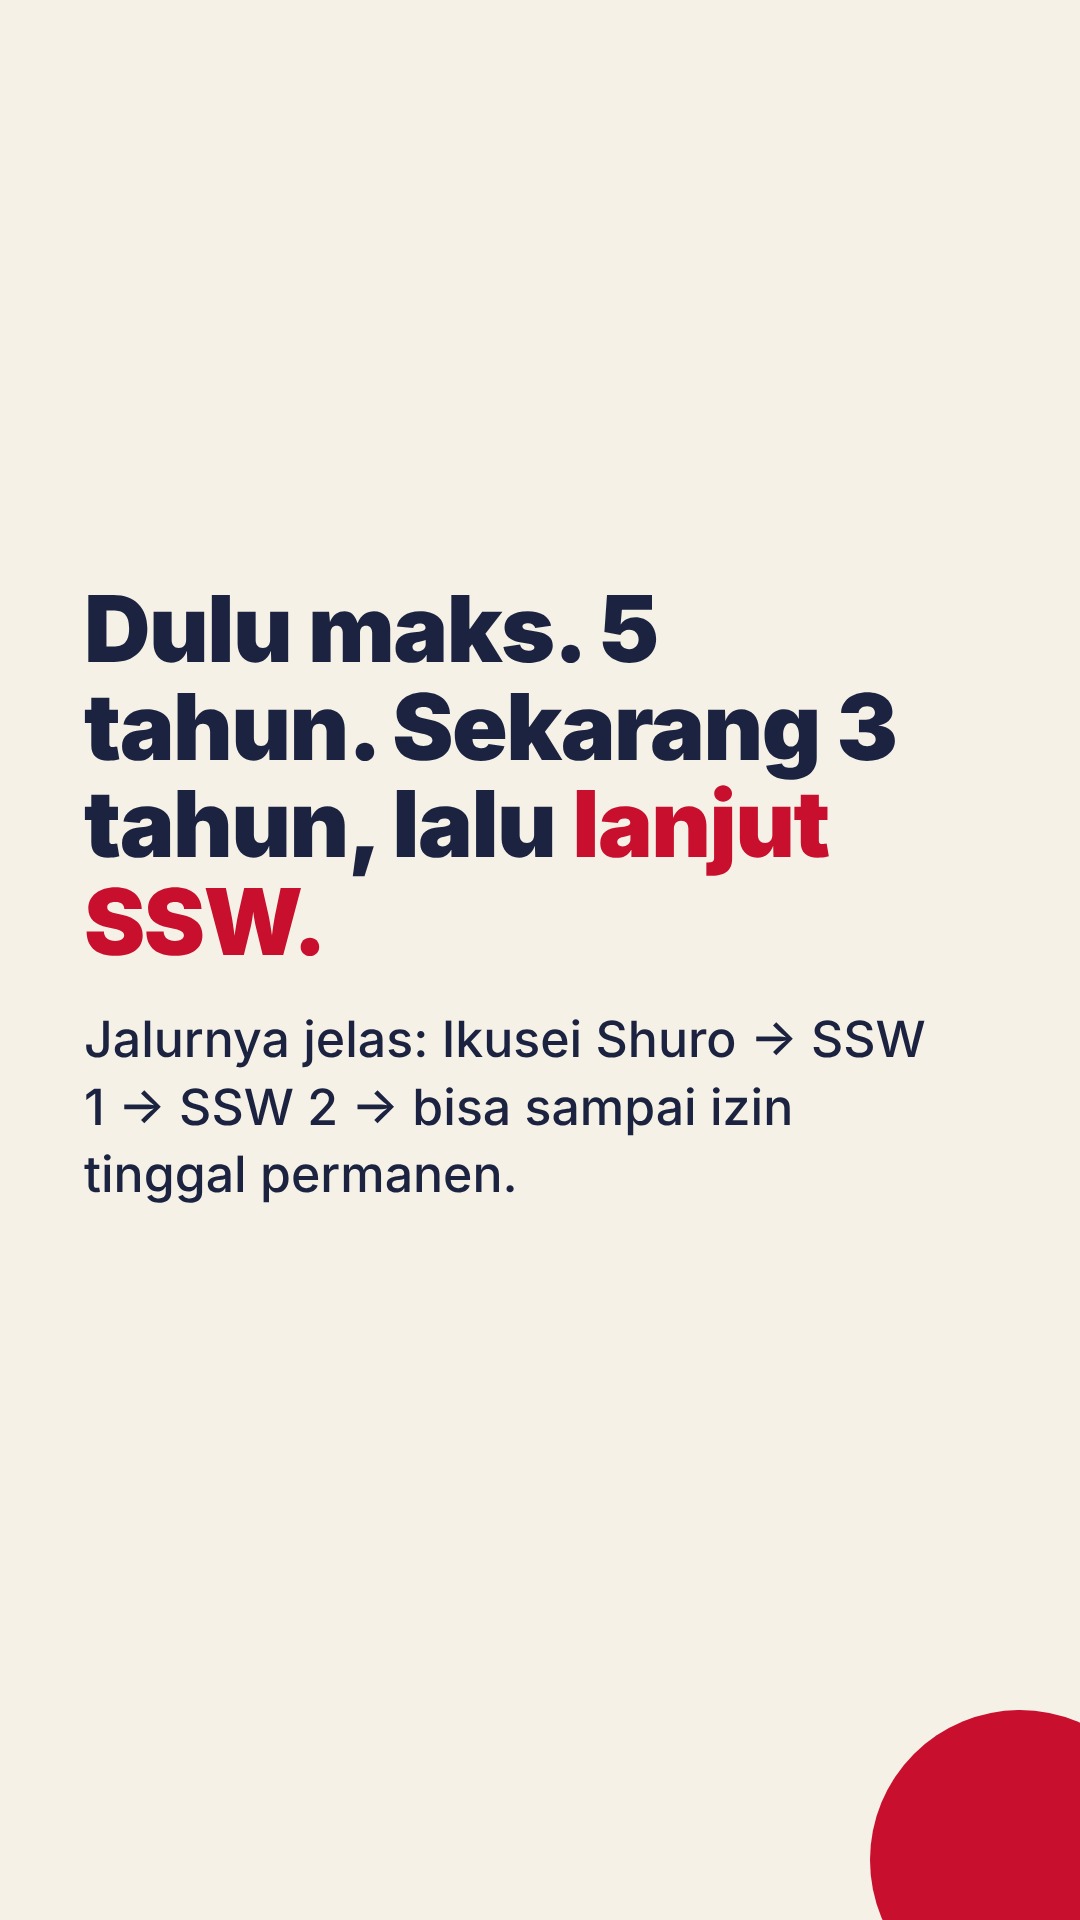 Dulu maks. 5
tahun. Sekarang 3
tahun, lalu lanjut
SSW.
Jalurnya jelas: Ikusei Shuro → SSW
1 → SSW 2 → bisa sampai izin
tinggal permanen.